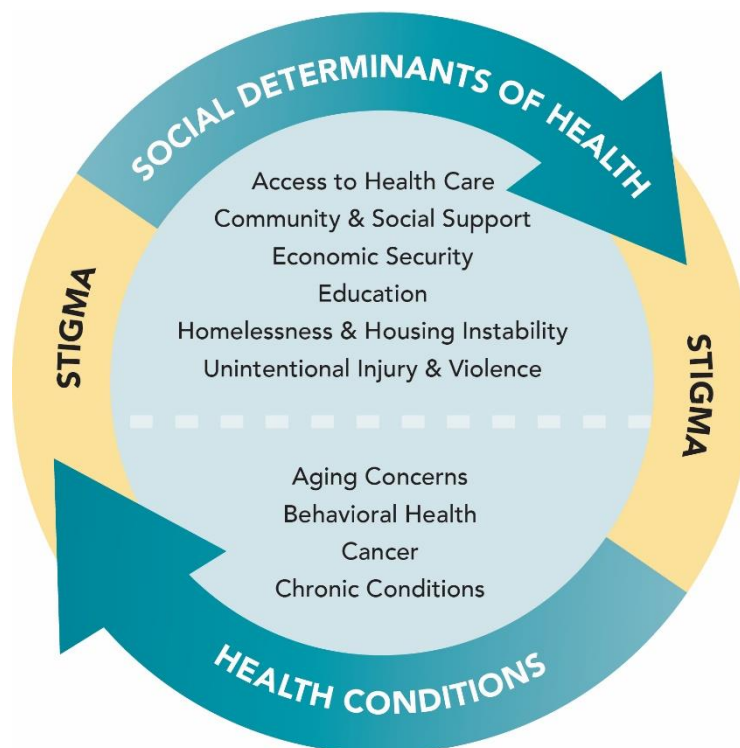 SOCIAL DETERMINANTS OF HEALTH
Access to Health Care
Community & Social Support
Economic Security
Education
Homelessness & Housing Instability
Unintentional Injury & Violence
STIGMA
STIGMA
Aging Concerns
Behavioral Health
Cancer
Chronic Conditions
HEALTH CONDITIONS